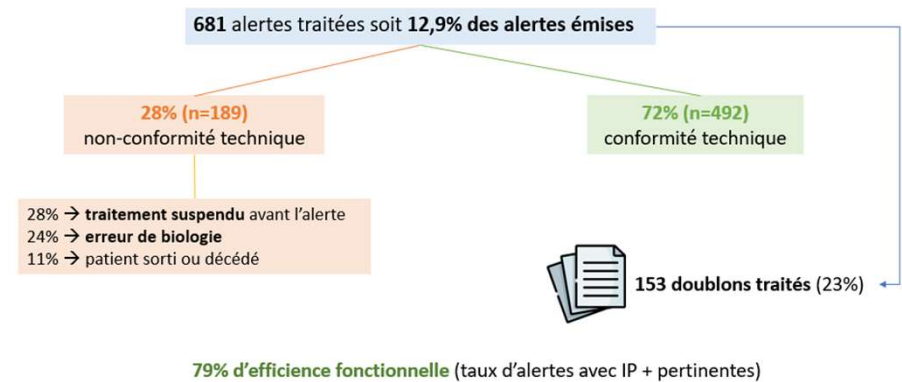 681 alertes traitées soit 12,9% des alertes émises
28% (n=189)
non-conformité technique
72% (n=492)
conformité technique
28% → traitement suspendu avant l’alerte
24% → erreur de biologie
11% → patient sorti ou décédé
153 doublons traités (23%)
79% d’efficience fonctionnelle (taux d’alertes avec IP + pertinentes)